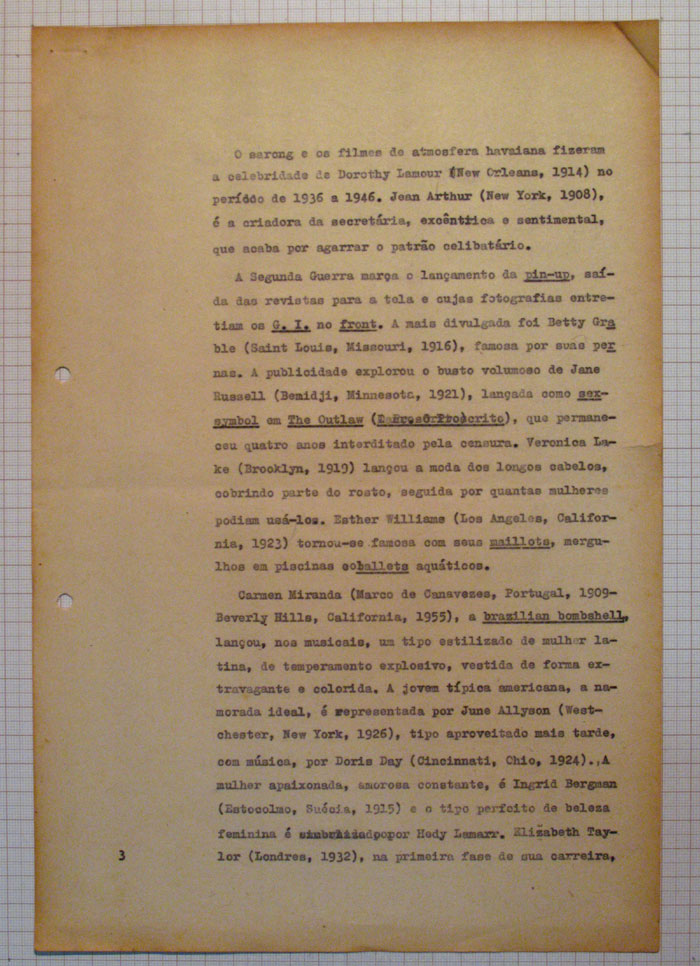 O sarong e os filmes de atmosfera havaiana fizeram
a celebridade de Dorothy Lamour (New Orleans, 1914) no
período de 1936 a 1946. Jean Arthur (New York, 1908),
é a criadora da secretária, excêntrica e sentimental,
que acaba por agarrar o patrão celibatário.
A Segunda Guerra marca o lançamento da pin-up, saí-
da das revistas para a tela e cujas fotografias entre-
tiam os G. I. no front. A mais divulgada foi Betty Gra
ble (Saint Louis, Missouri, 1916), famosa por suas per
nas. A publicidade explorou o busto volumoso de Jane
Russell (Bemidji, Minnesota, 1921), lançada como sex-
symbol em The Outlaw ( ), que permane-
ceu quatro anos interditado pela censura. Veronica La-
ke (Brooklyn, 1919) lançou a moda dos longos cabelos,
cobrindo parte do rosto, seguida por quantas mulheres
podiam usá-los. Esther Williams (Los Angeles, Califor-
nia, 1923) tornou-se famosa com seus maillots, mergu-
lhos em piscinas eoballets aquáticos.
Carmen Miranda (Marco de Canavezes, Portugal, 1909-
Beverly Hills, California, 1955), a brazilian bombshell,
lançou, nos musicais, um tipo estilizado de mulher la-
tina, de temperamento explosivo, vestida de forma ex-
travagante e colorida. A jovem típica americana, a na-
morada ideal, é representada por June Allyson (West-
chester, New York, 1926), tipo aproveitado mais tarde,
com música, por Doris Day (Cincinnati, Ohio, 1924). A
mulher apaixonada, amorosa constante, é Ingrid Bergman
(Estocolmo, Suécia, 1915) e o tipo perfeito de beleza
feminina é por Hedy Lamarr. Elizabeth Tay-
3 lor (Londres, 1932), na primeira fase de sua carreira,